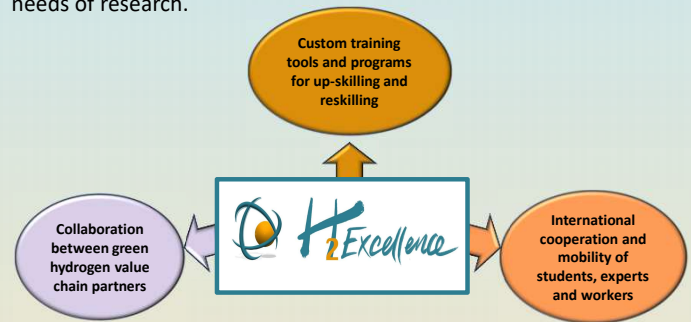 needs of research.
Custom training
tools and programs
for up-skilling and
reskilling
Collaboration
between green
hydrogen value
chain partners
H2Excellence
International
cooperation and
mobility of
students, experts
and workers